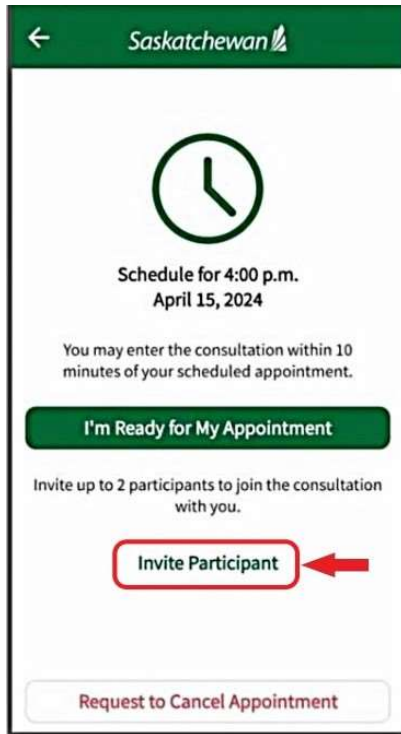 Saskatchewan
Schedule for 4:00 p.m.
April 15, 2024
You may enter the consultation within 10
minutes of your scheduled appointment.
I'm Ready for My Appointment
Invite up to 2 participants to join the consultation
with you.
Invite Participant
Request to Cancel Appointment